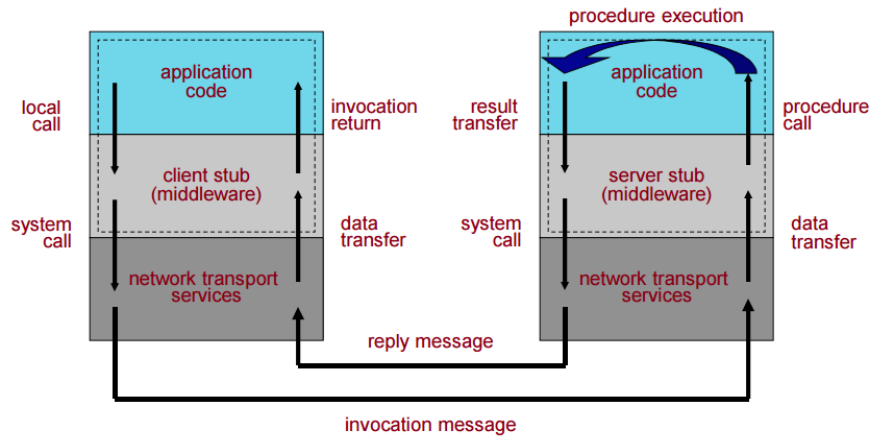 procedure execution
application
code
local
call
invocation
return
client stub
(middleware)
system
call
data
transfer
network transport
services
application
code
result
transfer
procedure
call
server stub
(middleware)
system
call
data
transfer
network transport
services
reply message
invocation message